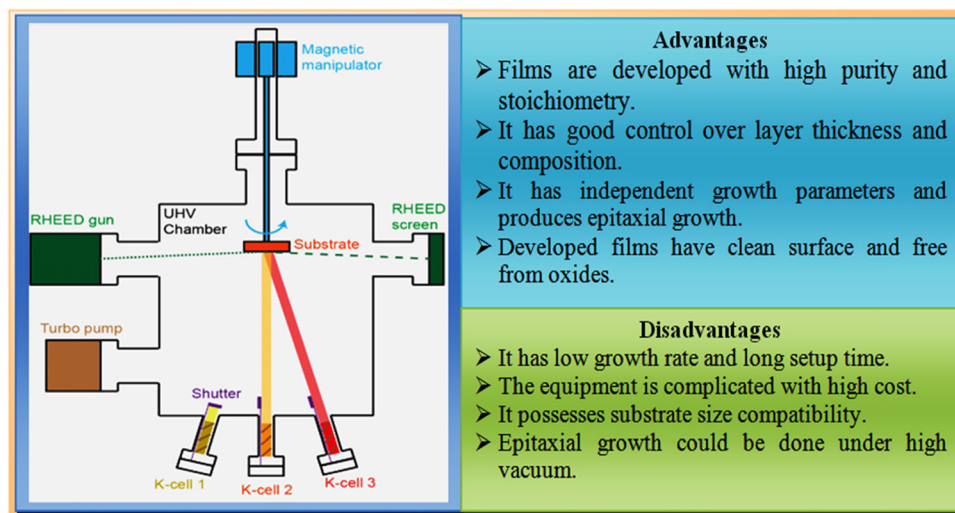 Magnetic
manipulator
RHEED gun
UHV
Chamber
RHEED
screen
Substrate
Turbo pump
Shutter
K-cell 1
K-cell 2
K-cell 3
Advantages
➢ Films are developed with high purity and
stoichiometry.
➢ It has good control over layer thickness and
composition.
➢ It has independent growth parameters and
produces epitaxial growth.
➢ Developed films have clean surface and free
from oxides.
Disadvantages
➢ It has low growth rate and long setup time.
➢ The equipment is complicated with high cost.
➢ It possesses substrate size compatibility.
➢ Epitaxial growth could be done under high
vacuum.